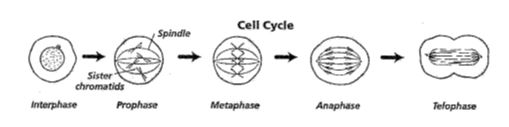 Cell Cycle
Spindle
Sister
chromatids
Interphase
Prophase
Metaphase
Anaphase
Telophase